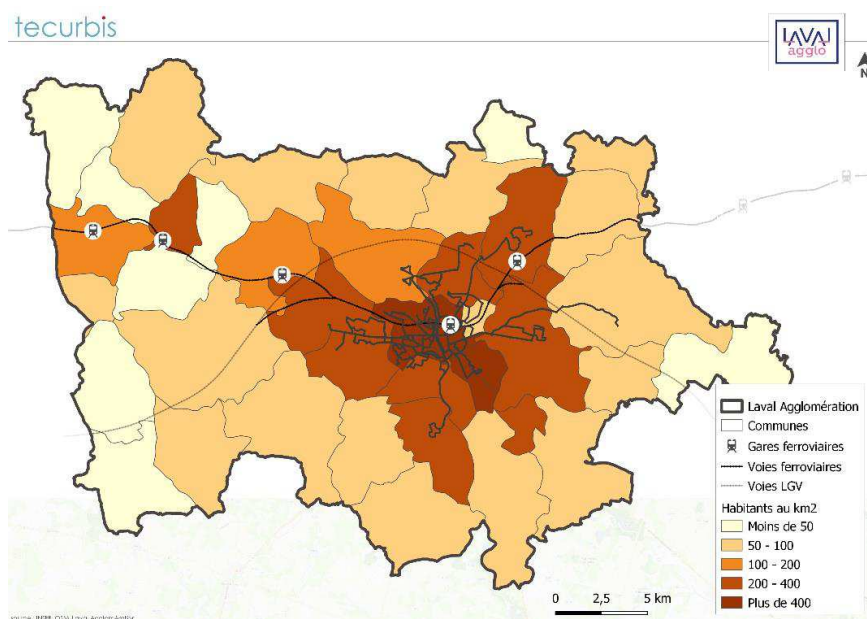 tecurbis
LAVAL
agglo
N
Laval Agglomération
Communes
Gares ferroviaires
Voies ferroviaires
Voies LGV
Habitants au km2
Moins de 50
50 - 100
100 - 200
200 - 400
Plus de 400
0 2,5 5 km